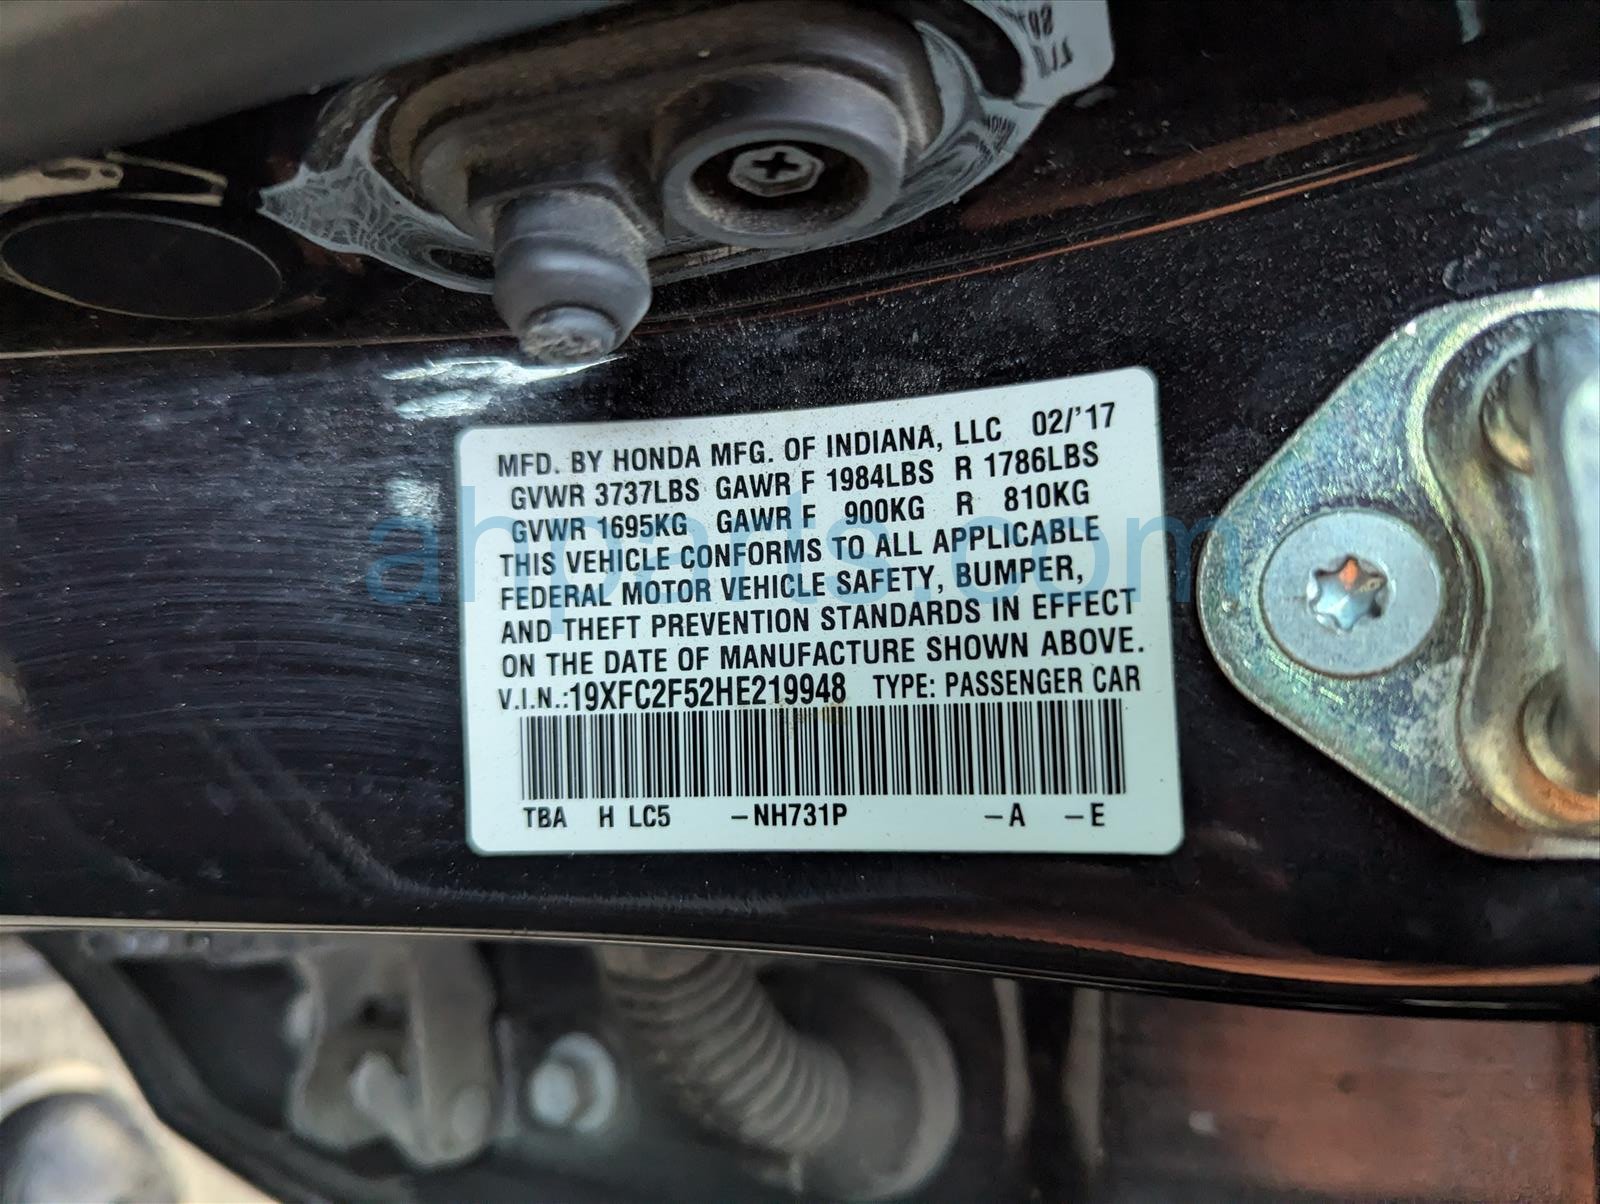 MFD. BY HONDA MFG. OF INDIANA, LLC 02/'17
GVWR 3737LBS GAWR F 1984LBS R 1786LBS
GVWR 1695KG GAWR F 900KG R 810KG
THIS VEHICLE CONFORMS TO ALL APPLICABLE
FEDERAL MOTOR VEHICLE SAFETY, BUMPER,
AND THEFT PREVENTION STANDARDS IN EFFECT
ON THE DATE OF MANUFACTURE SHOWN ABOVE.
V.I.N.:19XFC2F52HE219948 TYPE: PASSENGER CAR
TBA H LC5 –NH731P –A –E
ahparts.com